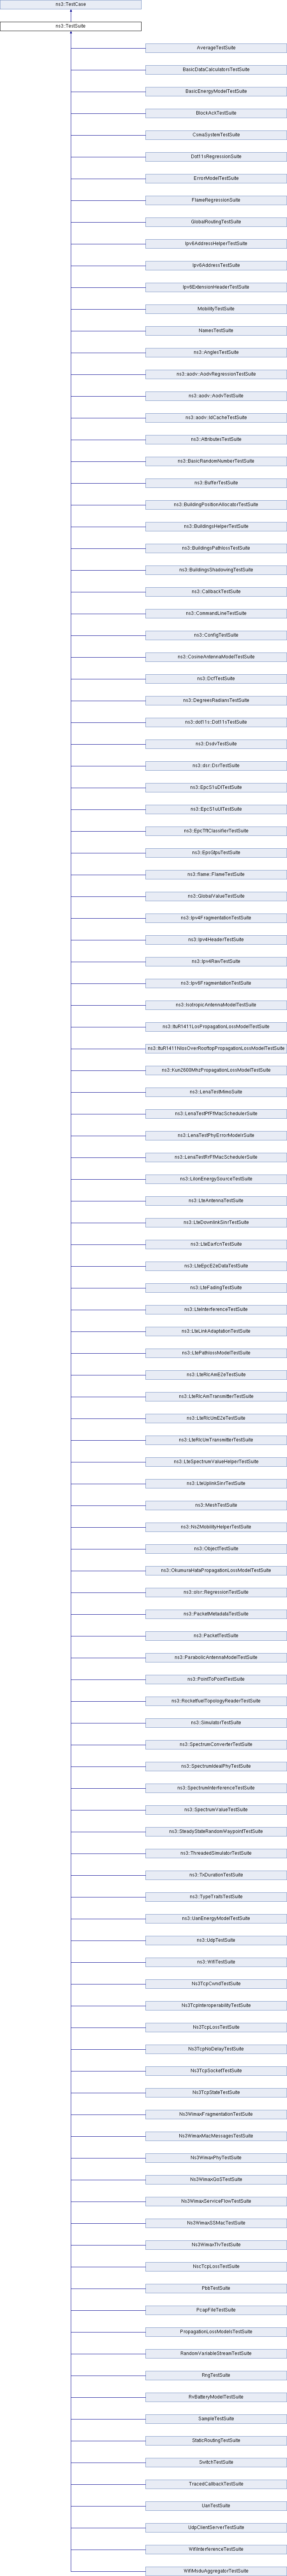 ns3::TestCase
ns3::TestSuite
AverageTestSuite
BasicDataCalculatorsTestSuite
BasicEnergyModelTestSuite
BlockAckTestSuite
CsmaSystemTestSuite
Dot11sRegressionSuite
ErrorModelTestSuite
FlameRegressionSuite
GlobalRoutingTestSuite
Ipv6AddressHelperTestSuite
Ipv6AddressTestSuite
Ipv6ExtensionHeaderTestSuite
MobilityTestSuite
NamesTestSuite
ns3::AnglesTestSuite
ns3::aodv::AodvRegressionTestSuite
ns3::aodv::AodvTestSuite
ns3::aodv::IdCacheTestSuite
ns3::AttributesTestSuite
ns3::BasicRandomNumberTestSuite
ns3::BufferTestSuite
ns3::BuildingPositionAllocatorTestSuite
ns3::BuildingsHelperTestSuite
ns3::BuildingsPathlossTestSuite
ns3::BuildingsShadowingTestSuite
ns3::CallbackTestSuite
ns3::CommandLineTestSuite
ns3::ConfigTestSuite
ns3::CosineAntennaModelTestSuite
ns3::DcfTestSuite
ns3::DegreesRadiansTestSuite
ns3::dot11s::Dot11sTestSuite
ns3::DsdvTestSuite
ns3::dsr::DsrTestSuite
ns3::EpcS1uDlTestSuite
ns3::EpcS1uUlTestSuite
ns3::EpcTftClassifierTestSuite
ns3::EpsGtpuTestSuite
ns3::flame::FlameTestSuite
ns3::GlobalValueTestSuite
ns3::Ipv4FragmentationTestSuite
ns3::Ipv4HeaderTestSuite
ns3::Ipv4RawTestSuite
ns3::Ipv6FragmentationTestSuite
ns3::IsotropicAntennaModelTestSuite
ns3::ItuR1411LosPropagationLossModelTestSuite
ns3::ItuR1411NlosOverRooftopPropagationLossModelTestSuite
ns3::Kun2600MhzPropagationLossModelTestSuite
ns3::LenaTestMimoSuite
ns3::LenaTestPfFfMacSchedulerSuite
ns3::LenaTestPhyErrorModelrSuite
ns3::LenaTestRrFfMacSchedulerSuite
ns3::LiIonEnergySourceTestSuite
ns3::LteAntennaTestSuite
ns3::LteDownlinkSinrTestSuite
ns3::LteEarfcnTestSuite
ns3::LteEpcE2eDataTestSuite
ns3::LteFadingTestSuite
ns3::LteInterferenceTestSuite
ns3::LteLinkAdaptationTestSuite
ns3::LtePathlossModelTestSuite
ns3::LteRlcAmE2eTestSuite
ns3::LteRlcAmTransmitterTestSuite
ns3::LteRlcUmE2eTestSuite
ns3::LteRlcUmTransmitterTestSuite
ns3::LteSpectrumValueHelperTestSuite
ns3::LteUplinkSinrTestSuite
ns3::MeshTestSuite
ns3::Ns2MobilityHelperTestSuite
ns3::ObjectTestSuite
ns3::OkumuraHataPropagationLossModelTestSuite
ns3::olsr::RegressionTestSuite
ns3::PacketMetadataTestSuite
ns3::PacketTestSuite
ns3::ParabolicAntennaModelTestSuite
ns3::PointToPointTestSuite
ns3::RocketfuelTopologyReaderTestSuite
ns3::SimulatorTestSuite
ns3::SpectrumConverterTestSuite
ns3::SpectrumIdealPhyTestSuite
ns3::SpectrumInterferenceTestSuite
ns3::SpectrumValueTestSuite
ns3::SteadyStateRandomWaypointTestSuite
ns3::ThreadedSimulatorTestSuite
ns3::TxDurationTestSuite
ns3::TypeTraitsTestSuite
ns3::UanEnergyModelTestSuite
ns3::UdpTestSuite
ns3::WifiTestSuite
Ns3TcpCwndTestSuite
Ns3TcpInteroperabilityTestSuite
Ns3TcpLossTestSuite
Ns3TcpNoDelayTestSuite
Ns3TcpSocketTestSuite
Ns3TcpStateTestSuite
Ns3WimaxFragmentationTestSuite
Ns3WimaxMacMessagesTestSuite
Ns3WimaxPhyTestSuite
Ns3WimaxQoSTestSuite
Ns3WimaxServiceFlowTestSuite
Ns3WimaxSSMacTestSuite
Ns3WimaxTlvTestSuite
NscTcpLossTestSuite
PbbTestSuite
PcapFileTestSuite
PropagationLossModelsTestSuite
RandomVariableStreamTestSuite
RngTestSuite
RvBatteryModelTestSuite
SampleTestSuite
StaticRoutingTestSuite
SwitchTestSuite
TracedCallbackTestSuite
UanTestSuite
UdpClientServerTestSuite
WifiInterferenceTestSuite
WifiMsduAggregatorTestSuite